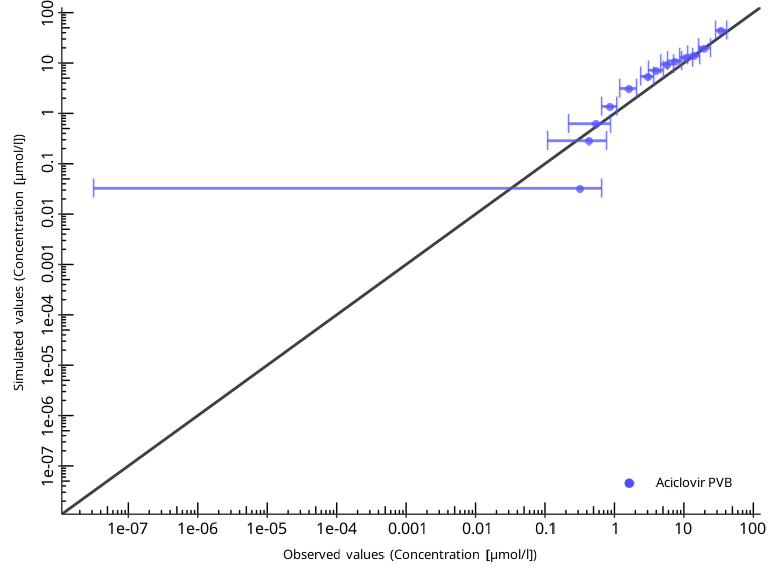 Simulated values (Concentration [µmol/l])
100
10
1
0.1
0.01
0.001
1e-04
1e-05
1e-06
1e-07
Aciclovir PVB
1e-07 1e-06 1e-05 1e-04 0.001 0.01 0.1 1 10 100
Observed values (Concentration [µmol/l])